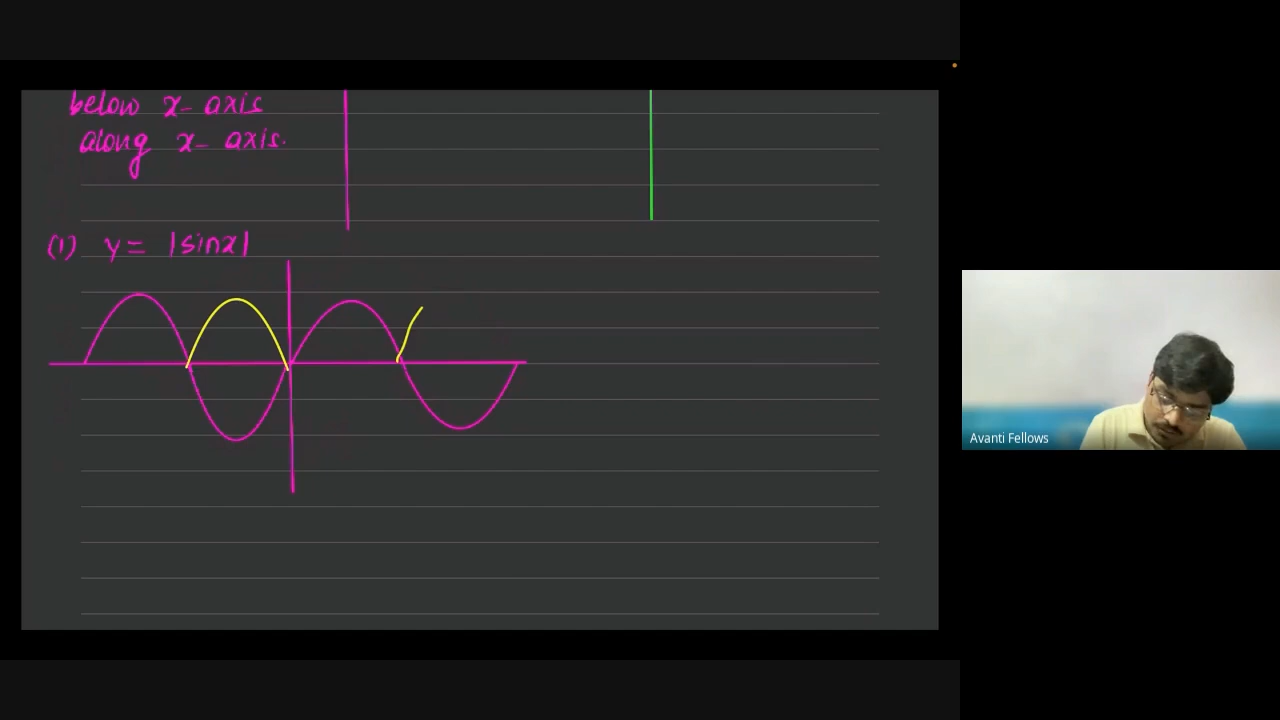 below x- axis
along x- axis.
(1) y = |sinx|
Avanti Fellows